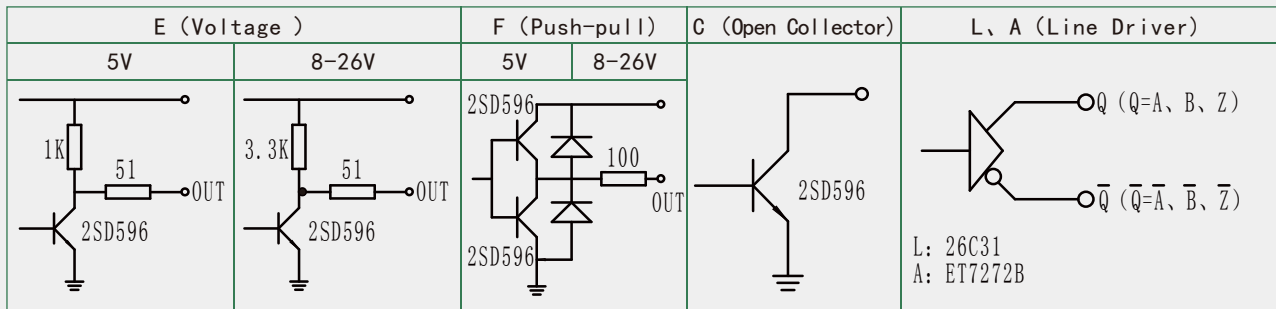 E (Voltage )
F (Push-pull)
C (Open Collector)
L、A (Line Driver)
5V
8-26V
5V
8-26V
1K
51
OUT
2SD596
3.3K
51
OUT
2SD596
2SD596
100
OUT
2SD596
2SD596
Q (Q=A、B、Z)
Q̅ (Q̅=A̅、B̅、Z̅)
L: 26C31
A: ET7272B